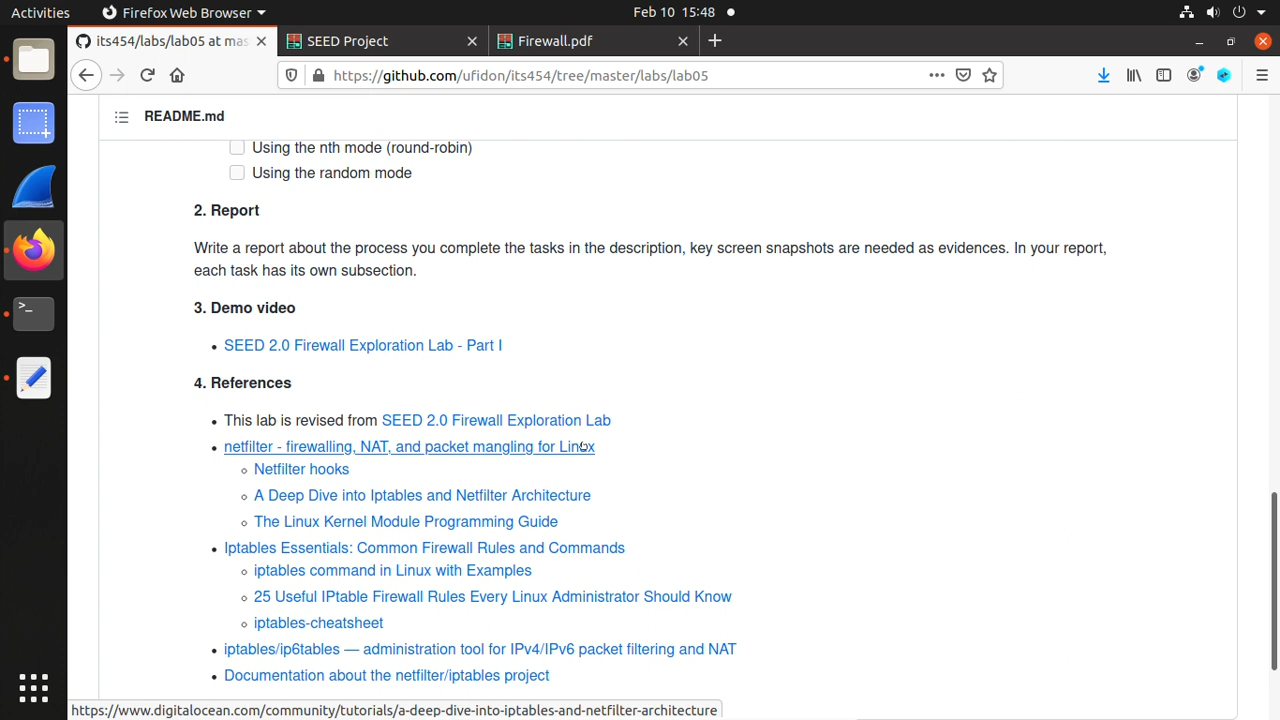 Activities
Firefox Web Browser
Feb 10 15:48
its454/labs/lab05 at mas
SEED Project
Firewall.pdf
https://github.com/ufidon/its454/tree/master/labs/lab05
README.md
Using the nth mode (round-robin)
Using the random mode
2. Report
Write a report about the process you complete the tasks in the description, key screen snapshots are needed as evidences. In your report,
each task has its own subsection.
3. Demo video
SEED 2.0 Firewall Exploration Lab - Part I
4. References
This lab is revised from SEED 2.0 Firewall Exploration Lab
netfilter - firewalling, NAT, and packet mangling for Linux
Netfilter hooks
A Deep Dive into Iptables and Netfilter Architecture
The Linux Kernel Module Programming Guide
Iptables Essentials: Common Firewall Rules and Commands
iptables command in Linux with Examples
25 Useful IPtable Firewall Rules Every Linux Administrator Should Know
iptables-cheatsheet
iptables/ip6tables — administration tool for IPv4/IPv6 packet filtering and NAT
Documentation about the netfilter/iptables project
https://www.digitalocean.com/community/tutorials/a-deep-dive-into-iptables-and-netfilter-architecture